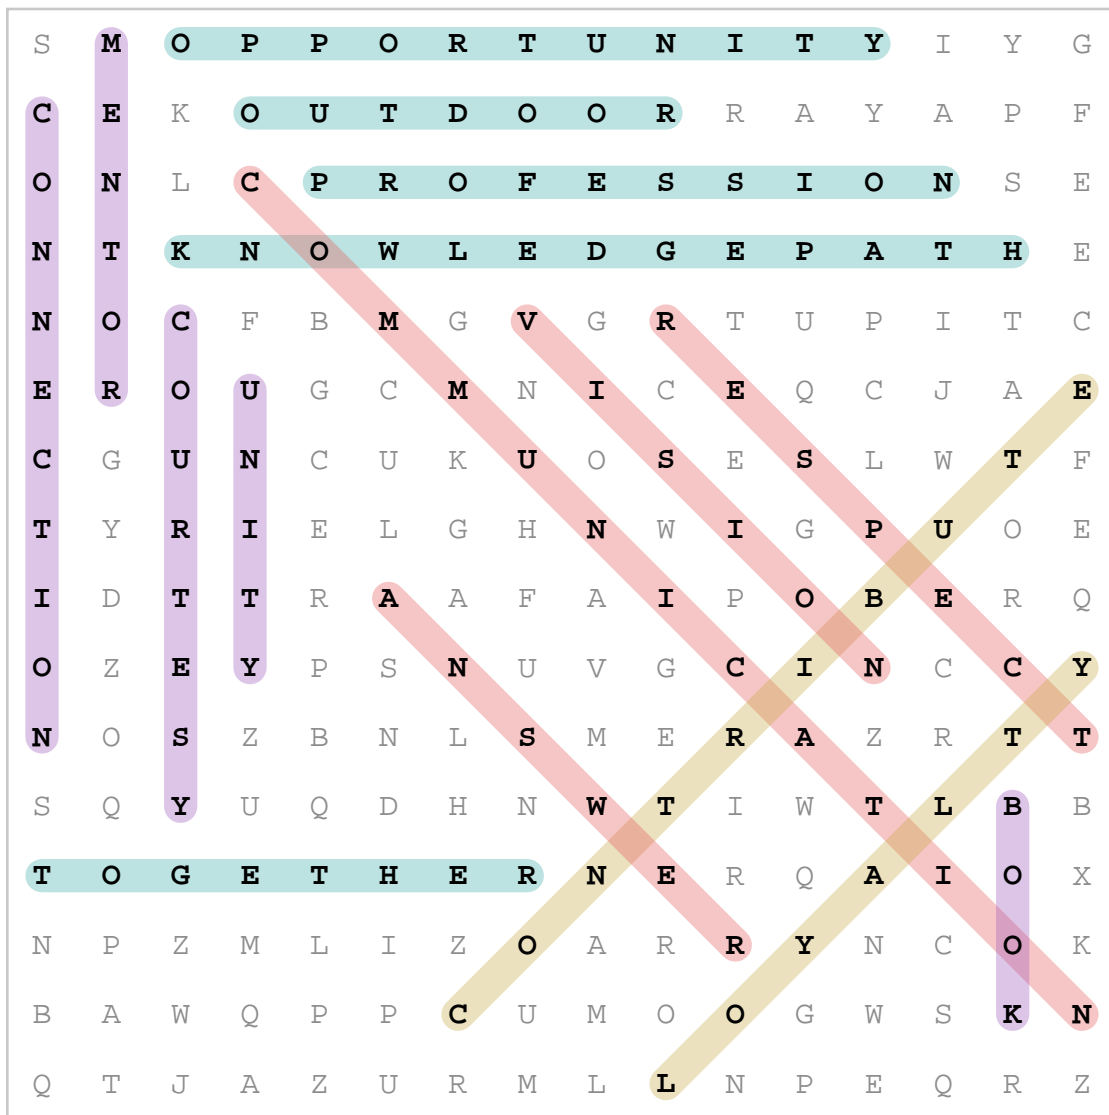 S M O P P O R T U N I T Y I Y G
C E K O U T D O O R R A Y A P F
O N L C P R O F E S S I O N S E
N T K N O W L E D G E P A T H E
N O C F B M G V G R T U P I T C
E R O U G C M N I C E Q C J A E
C G U N C U K U O S E S L W T F
T Y R I E L G H N W I G P U O E
I D T T R A A F A I P O B E R Q
O Z E Y P S N U V G C I N C C Y
N O S Z B N L S M E R A Z R T T
S Q Y U Q D H N W T I W T L B B
T O G E T H E R N E R Q A I O X
N P Z M L I Z O A R R Y N C O K
B A W Q P P C U M O O G W S K N
Q T J A Z U R M L L N P E Q R Z